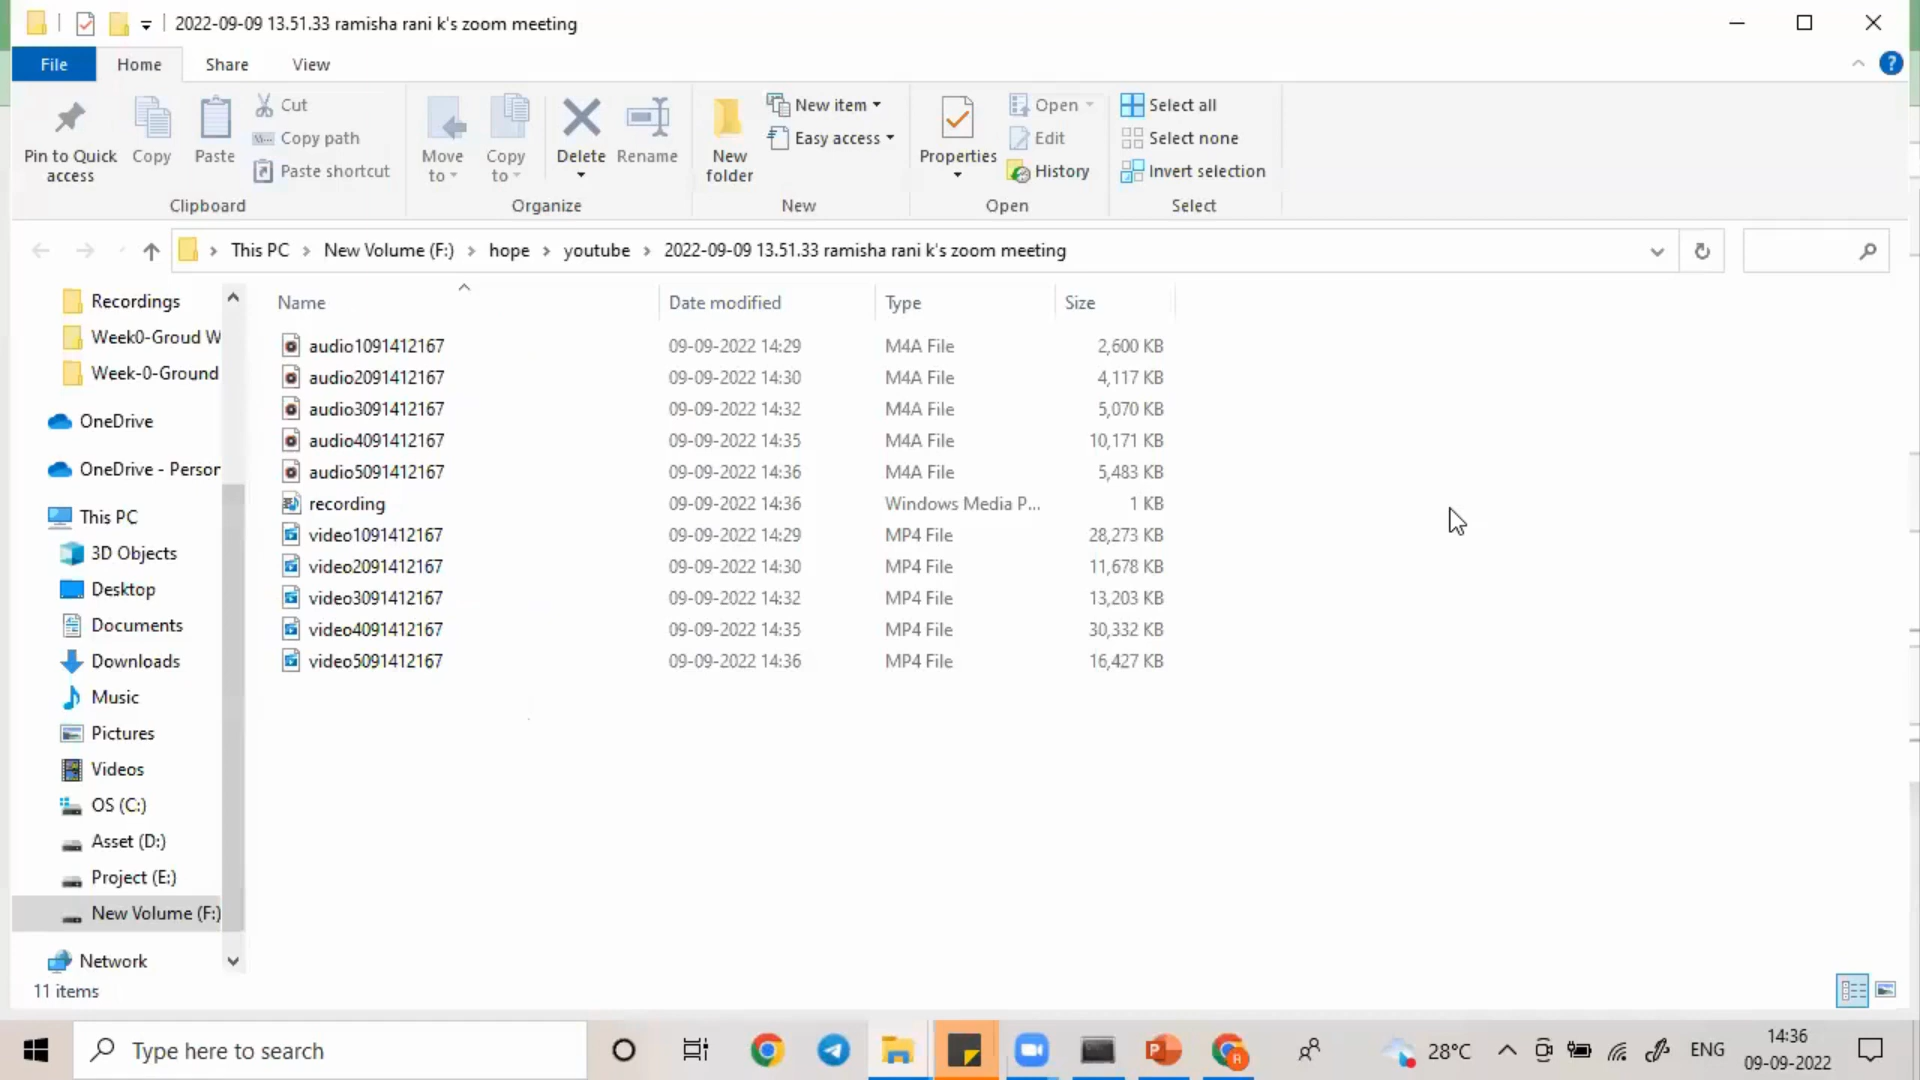 2022-09-09 13.51.33 ramisha rani k's zoom meeting
File Home Share View
Pin to Quick access
Copy
Paste
Cut
Copy path
Paste shortcut
Clipboard
Move to
Copy to
Delete
Rename
Organize
New folder
New item
Easy access
New
Properties
Open
Edit
History
Open
Select all
Select none
Invert selection
Select
This PC > New Volume (F:) > hope > youtube > 2022-09-09 13.51.33 ramisha rani k's zoom meeting
Recordings
Week0-Groud W
Week-0-Ground
OneDrive
OneDrive - Person
This PC
3D Objects
Desktop
Documents
Downloads
Music
Pictures
Videos
OS (C:)
Asset (D:)
Project (E:)
New Volume (F:)
Network
Name Date modified Type Size
audio1091412167 09-09-2022 14:29 M4A File 2,600 KB
audio2091412167 09-09-2022 14:30 M4A File 4,117 KB
audio3091412167 09-09-2022 14:32 M4A File 5,070 KB
audio4091412167 09-09-2022 14:35 M4A File 10,171 KB
audio5091412167 09-09-2022 14:36 M4A File 5,483 KB
recording 09-09-2022 14:36 Windows Media P... 1 KB
video1091412167 09-09-2022 14:29 MP4 File 28,273 KB
video2091412167 09-09-2022 14:30 MP4 File 11,678 KB
video3091412167 09-09-2022 14:32 MP4 File 13,203 KB
video4091412167 09-09-2022 14:35 MP4 File 30,332 KB
video5091412167 09-09-2022 14:36 MP4 File 16,427 KB
11 items
Type here to search
28°C
ENG
14:36
09-09-2022